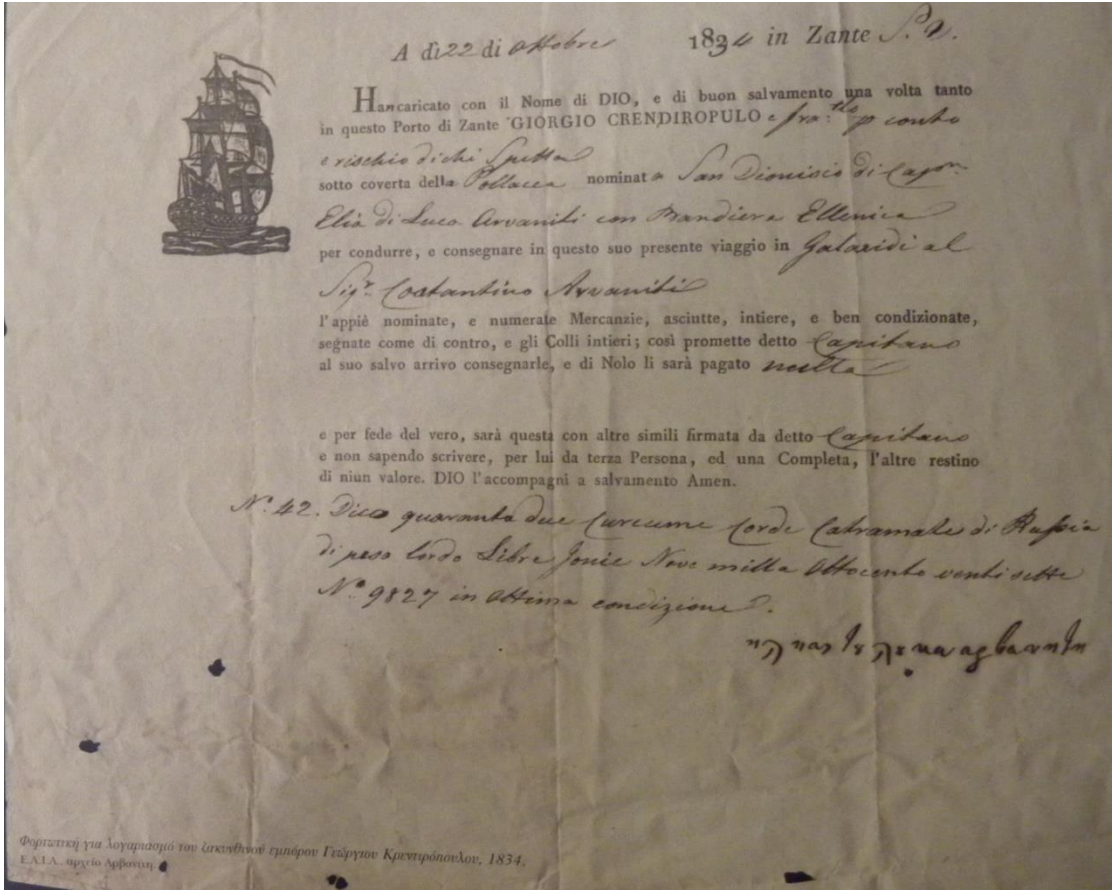 A dì 22 di Ottobre 1834 in Zante S. V.
Han caricato con il Nome di DIO, e di buon salvamento una volta tanto
in questo Porto di Zante GIORGIO CRENDIROPULO e fra:tllo p conto
e rischio di chi Spetta
sotto coverta della Pollacca nominata San Dionisio di Cap:n
Elia di Luca Arvaniti con Bandiera Ellenica
per condurre, e consegnare in questo suo presente viaggio in Galaxidi al
Sigr. Costantino Arvaniti
l'appiè nominate, e numerate Mercanzie, asciutte, intiere, e ben condizionate,
segnate come di contro, e gli Colli intieri; così promette detto Capitano
al suo salvo arrivo consegnarle, e di Nolo li sarà pagato nulla
e per fede del vero, sarà questa con altre simili firmata da detto Capitano
e non sapendo scrivere, per lui da terza Persona, ed una Completa, l'altre restino
di niun valore. DIO l'accompagni a salvamento Amen.
N: 42. Dico quaranta due Curcume Corde Catramate di Russia
di peso lordo Libre Jonie Nove milla Ottocento venti sette
No 9827 in Ottima condizione.
Φορτωτική για λογαριασμό του ζακυνθινού εμπόρου Γεώργιου Κρεντιρόπουλου, 1834.
Ε.Λ.Ι.Α., αρχείο Αρβανίτη